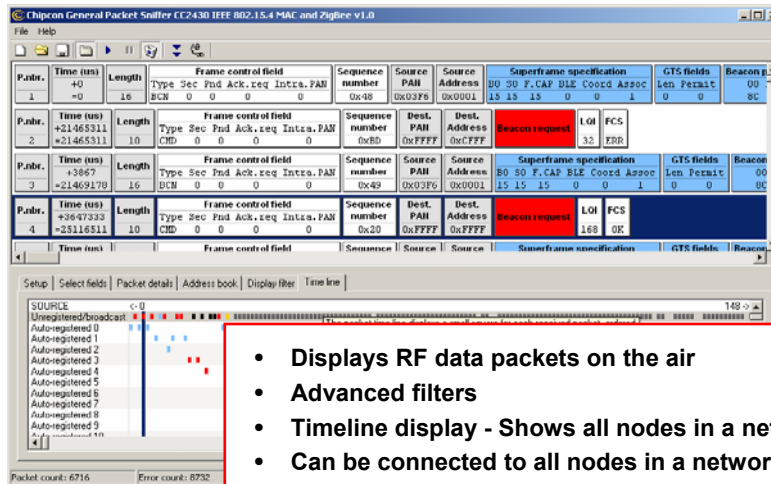 Chipcon General Packet Sniffer CC2430 IEEE 802.15.4 MAC and ZigBee v1.0
File Help
P.nbr. Time (us) Length Frame control field Sequence Source Source Superframe specification GTS fields Beacon p
+0 Type Sec Pnd Ack.req Intra.PAN number PAN Address BO SO F.CAP BLE Coord Assoc Len Permit 00
1 =0 16 BCN 0 0 0 0 0x48 0x03F6 0x0001 15 15 15 0 0 1 0 0 8C
P.nbr. Time (us) Length Frame control field Sequence Dest. Dest. Beacon request LQI FCS
+21465311 Type Sec Pnd Ack.req Intra.PAN number PAN Address
2 =21465311 10 CMD 0 0 0 0 0xBD 0xFFFF 0xCFFF 32 ERR
P.nbr. Time (us) Length Frame control field Sequence Source Source Superframe specification GTS fields Beacon
+3867 Type Sec Pnd Ack.req Intra.PAN number PAN Address BO SO F.CAP BLE Coord Assoc Len Permit 00
3 =21469178 16 BCN 0 0 0 0 0x49 0x03F6 0x0001 15 15 15 0 0 1 0 0 8C
P.nbr. Time (us) Length Frame control field Sequence Dest. Dest. Beacon request LQI FCS
+3647333 Type Sec Pnd Ack.req Intra.PAN number PAN Address
4 =25116511 10 CMD 0 0 0 0 0x20 0xFFFF 0xFFFF 168 OK
Time (us) Frame control field Sequence Source Source Superframe specification GTS fields Beacon
Setup Select fields Packet details Address book Display filter Time line
SOURCE <- 0 148 ->
Unregistered/broadcast
Auto-registered 0
Auto-registered 1
Auto-registered 2
Auto-registered 3
Auto-registered 4
Auto-registered 5
Auto-registered 6
Auto-registered 7
Auto-registered 8
Auto-registered 9
• Displays RF data packets on the air
• Advanced filters
• Timeline display - Shows all nodes in a net
• Can be connected to all nodes in a networ
Packet count: 6716 Error count: 8732